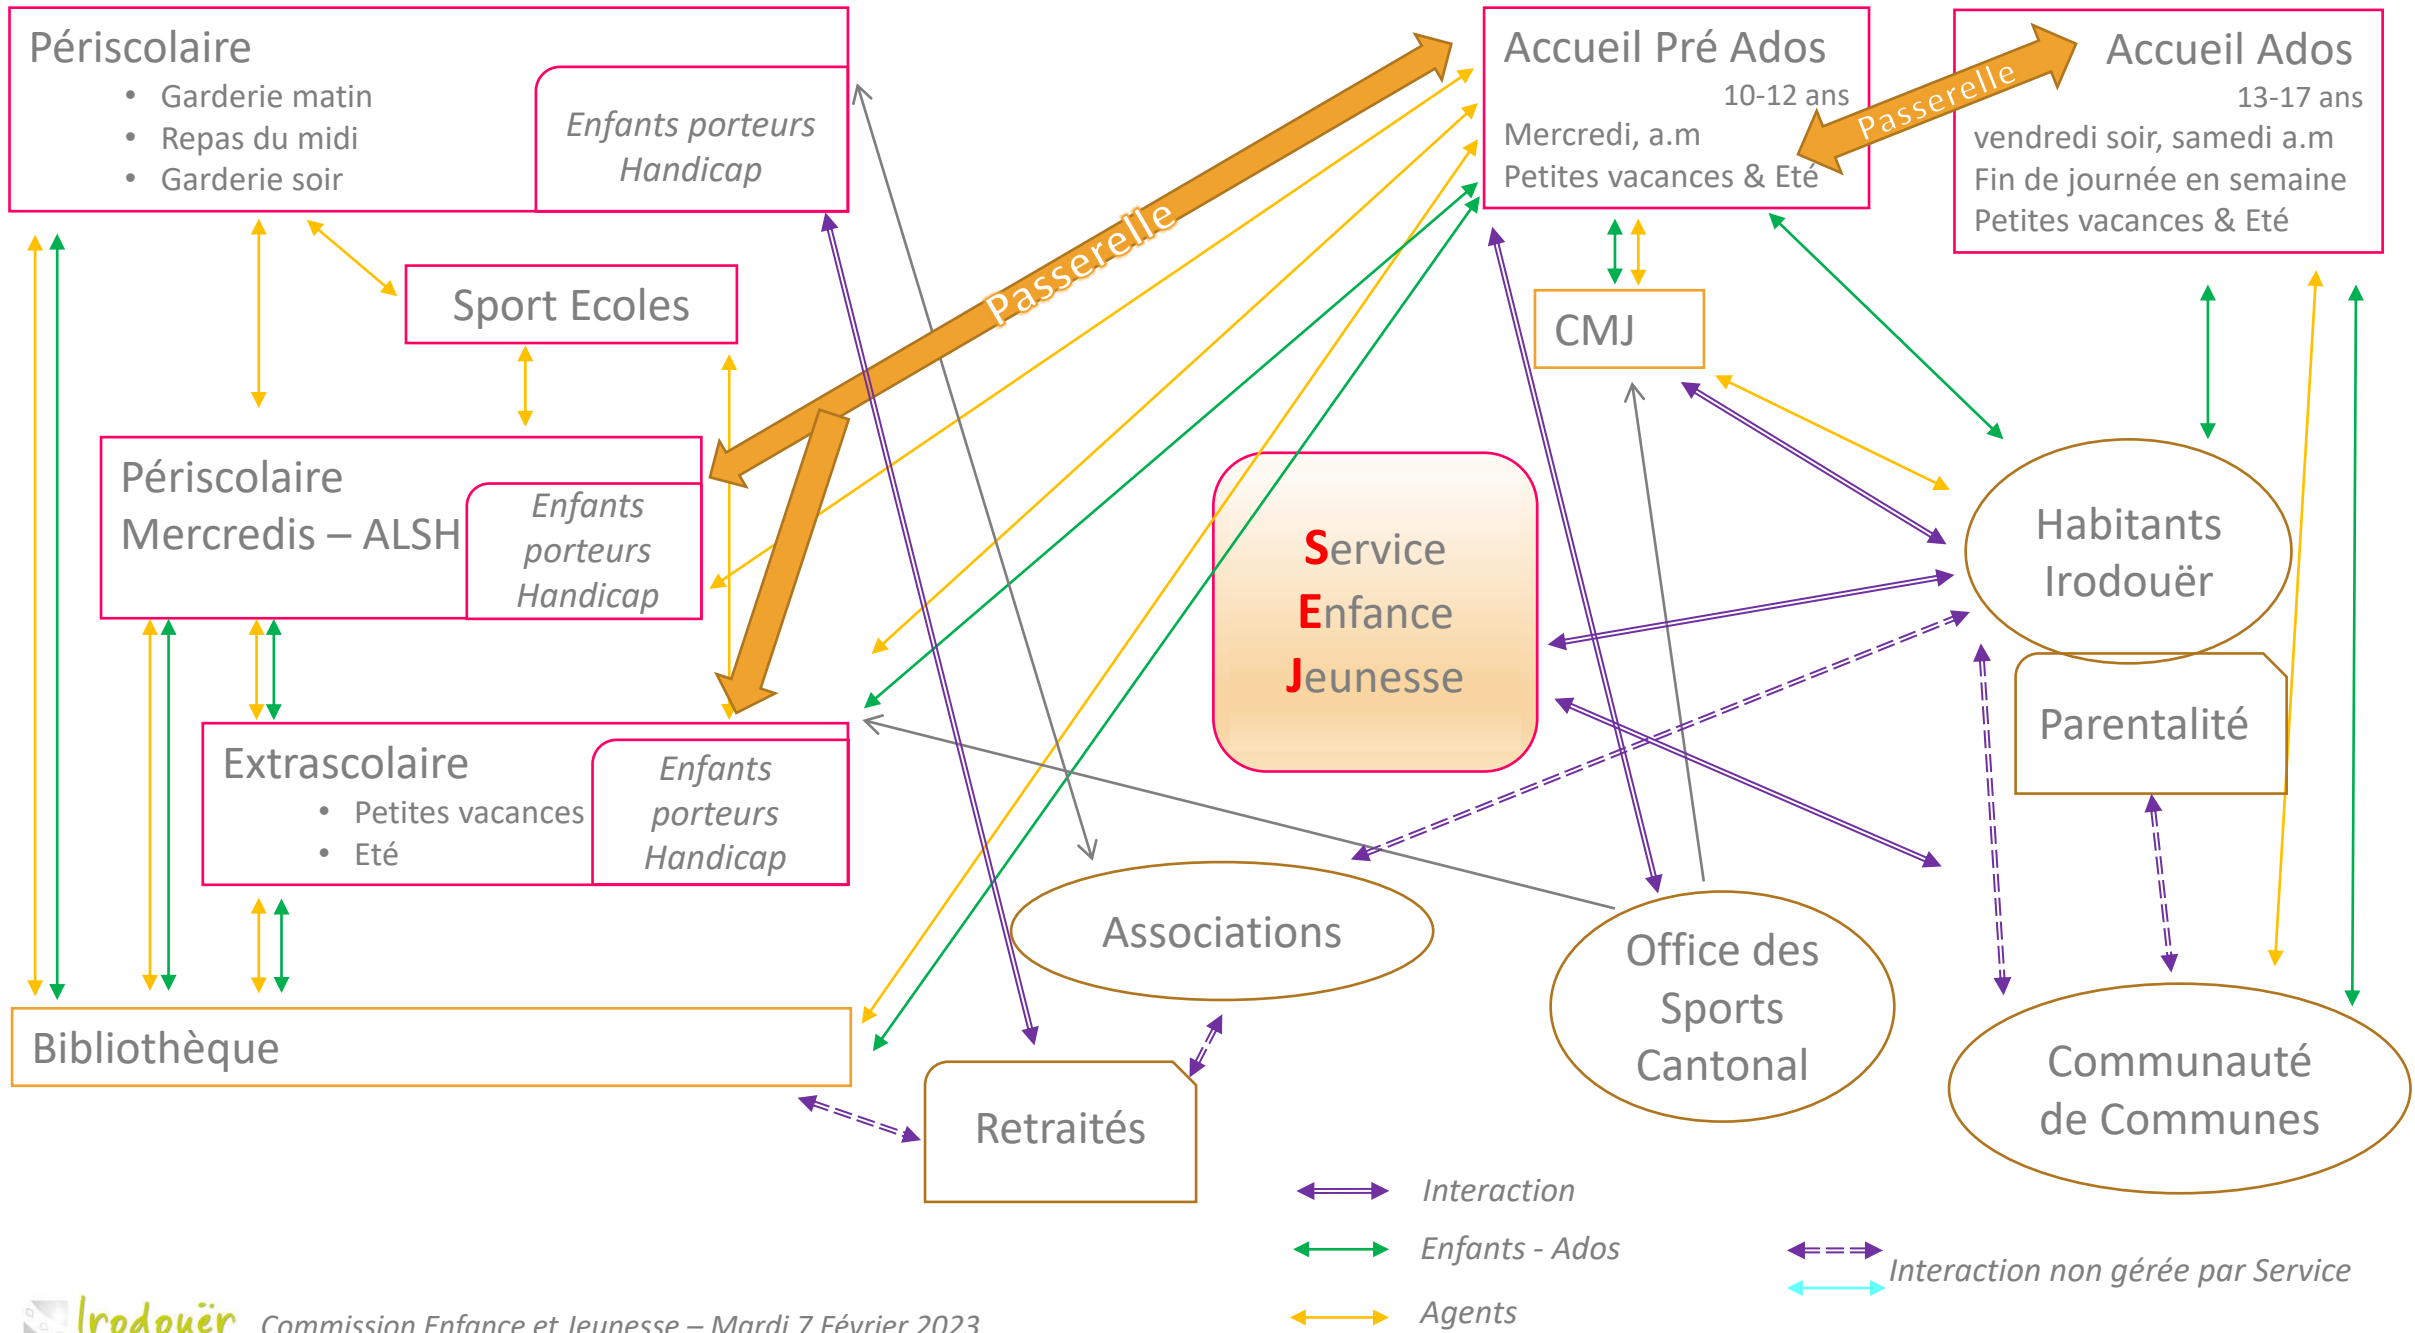 Périscolaire
• Garderie matin
• Repas du midi
• Garderie soir
Enfants porteurs
Handicap
Sport Ecoles
Périscolaire
Mercredis – ALSH
Enfants
porteurs
Handicap
Extrascolaire
• Petites vacances
• Eté
Enfants
porteurs
Handicap
Bibliothèque
Passerelle
Accueil Pré Ados
10-12 ans
Mercredi, a.m
Petites vacances & Eté
Passerelle
Accueil Ados
13-17 ans
vendredi soir, samedi a.m
Fin de journée en semaine
Petites vacances & Eté
CMJ
Service
Enfance
Jeunesse
Habitants
Irodouër
Parentalité
Associations
Office des
Sports
Cantonal
Communauté
de Communes
Retraités
Interaction
Enfants - Ados
Agents
Interaction non gérée par Service
Irodouër
Commission Enfance et Jeunesse – Mardi 7 Février 2023